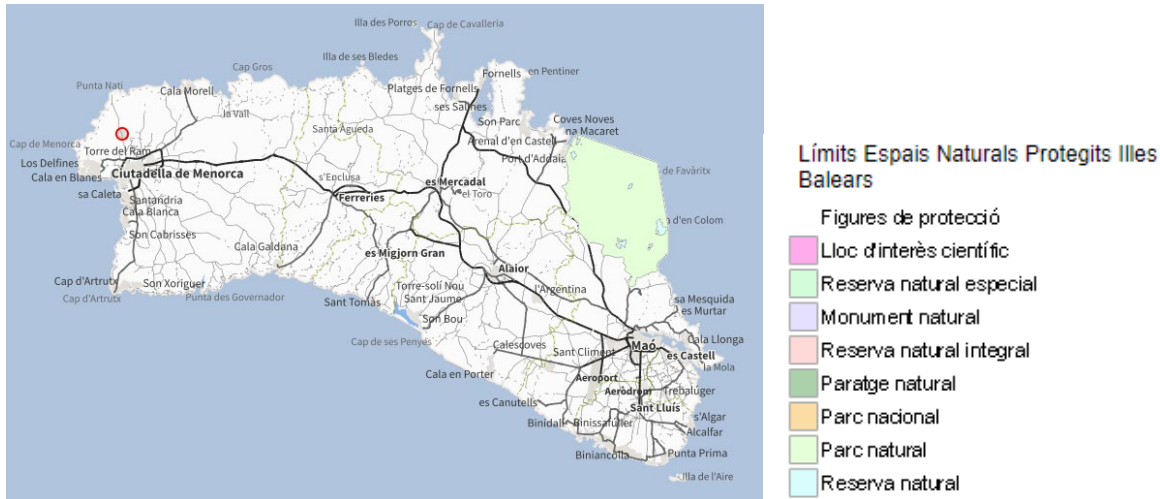 Illa des Porros
Cap de Cavalleria
Illa de ses Bledes
Cap Gros
Fornells
en Pentiner
Punta Nati
Cala Morell
Platges de Fornells
ses Salines
la Vall
Son Parc
Coves Noves
na Macaret
Santa Àgueda
Arenal d'en Castell
Cap de Menorca
Torre del Ram
Port d'Addaia
Los Delfines
Ciutadella de Menorca
de Favàritx
Cala en Blanes
s'Enclusa
es Mercadal
sa Caleta
el Toro
Santandria
Ferreries
Cala Blanca
a d'en Colom
Son Cabrisses
Cala Galdana
es Migjorn Gran
Alaior
Cap d'Artrutx
Son Xoriguer
Torre-solí Nou
l'Argentina
Cap d'Artrutx
Punta des Governador
Sant Tomàs
Sant Jaume
sa Mesquida
es Murtar
Son Bou
Cala Llonga
Cap de ses Penyes
Calescoves
Sant Climent
Maó
es Castell
la Mola
Cala en Porter
Aeroport
Aeròdrom
Trebalúger
es Canutells
Sant Lluís
s'Algar
Binidalí
Binissafúller
Alcalfar
Biniancolla
Punta Prima
Illa de l'Aire
Límits Espais Naturals Protegits Illes
Balears
Figures de protecció
Lloc d'interès científic
Reserva natural especial
Monument natural
Reserva natural integral
Paratge natural
Parc nacional
Parc natural
Reserva natural